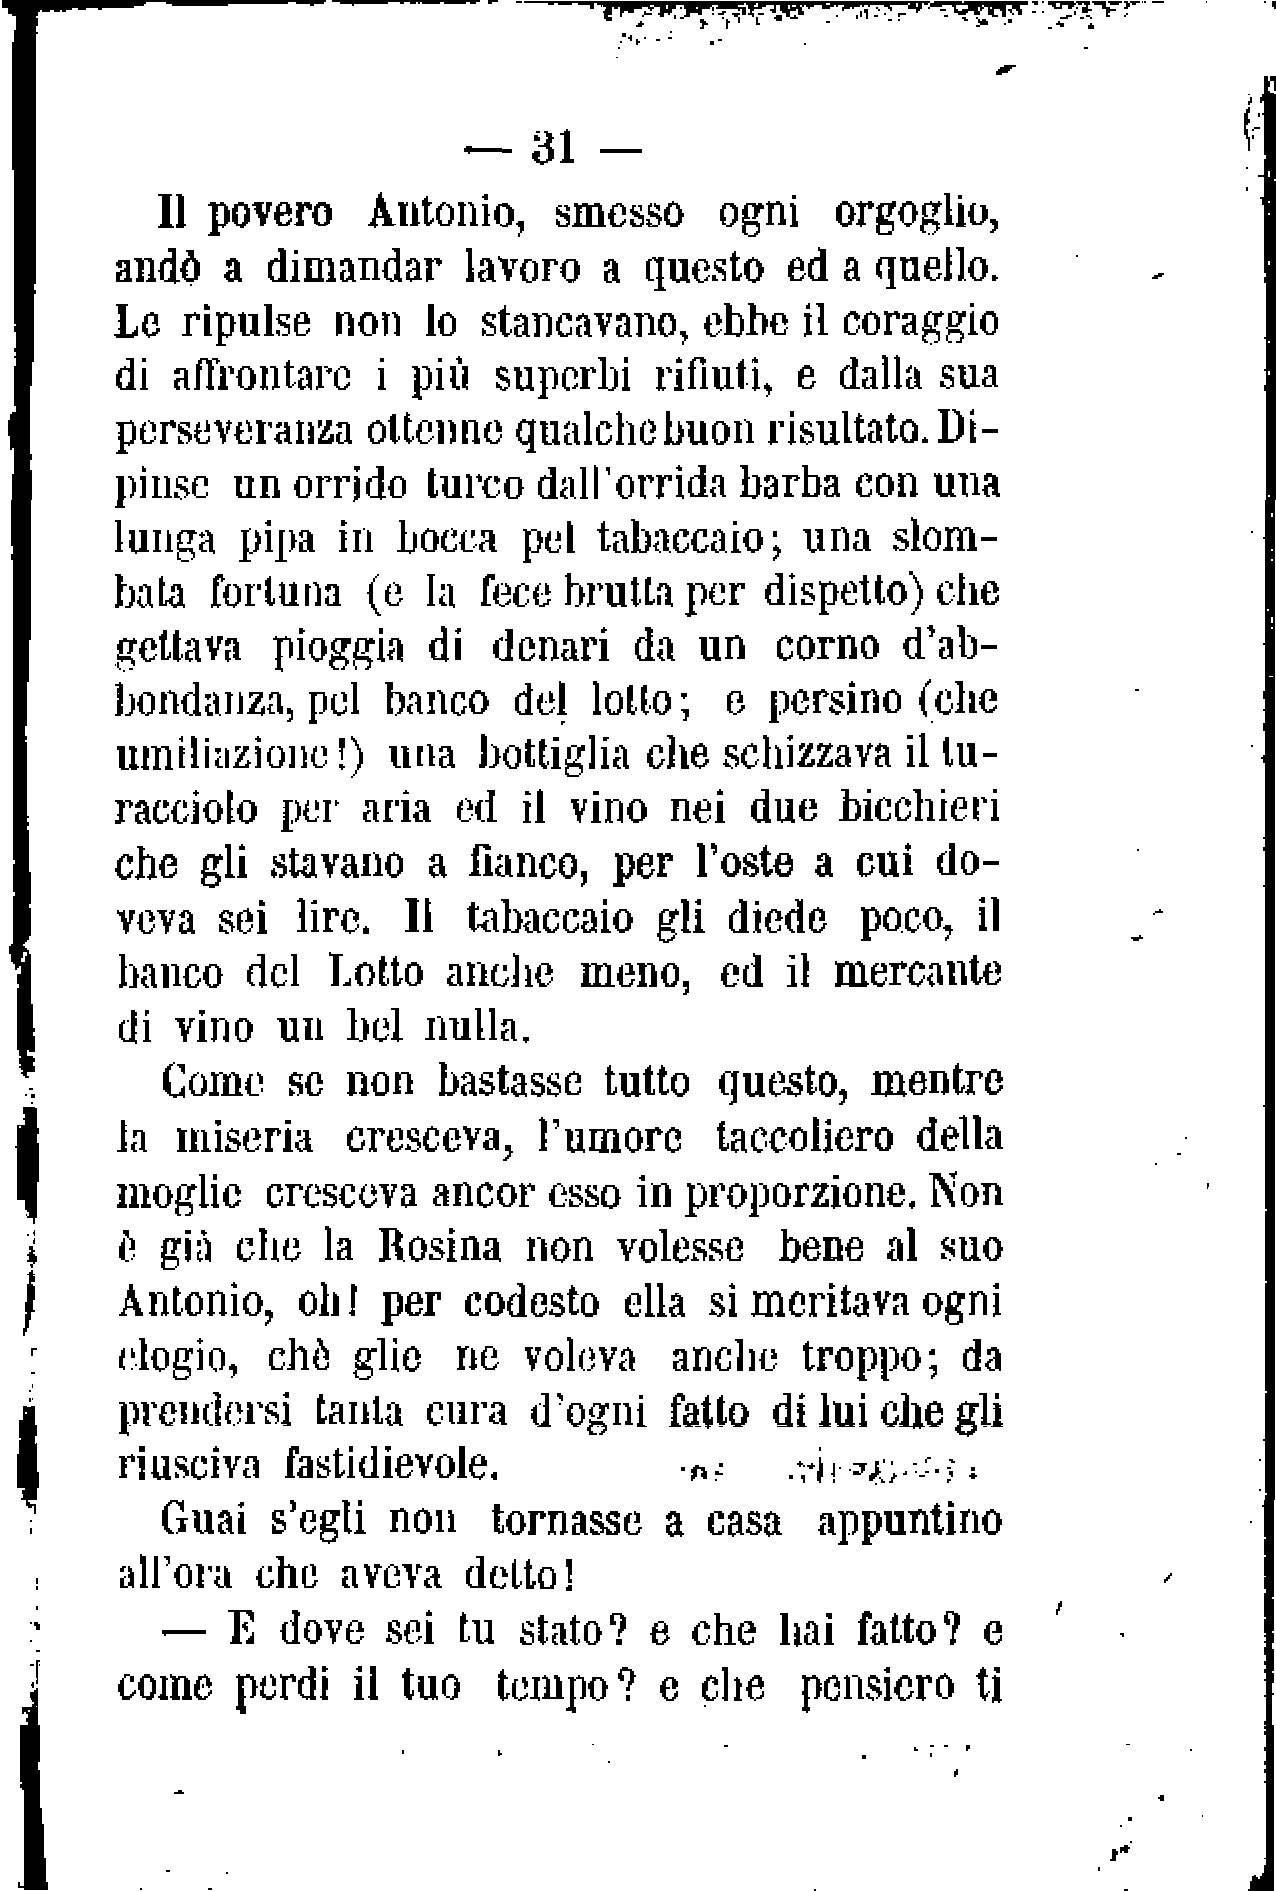 — 31 —
Il povero Antonio, smesso ogni orgoglio,
andò a dimandar lavoro a questo ed a quello.
Le ripulse non lo stancavano, ebbe il coraggio
di affrontare i più superbi rifiuti, e dalla sua
perseveranza ottenne qualche buon risultato. Di-
pinse un orrido turco dall'orrida barba con una
lunga pipa in bocca pel tabaccaio; una slom-
bata fortuna (e la fece brutta per dispetto) che
gettava pioggia di denari da un corno d'ab-
bondanza, pel banco del lotto; e persino (che
umiliazione!) una bottiglia che schizzava il tu-
racciolo per aria ed il vino nei due bicchieri
che gli stavano a fianco, per l'oste a cui do-
veva sei lire. Il tabaccaio gli diede poco, il
banco del Lotto anche meno, ed il mercante
di vino un bel nulla.
Come se non bastasse tutto questo, mentre
la miseria cresceva, l'umore taccoliero della
moglie cresceva ancor esso in proporzione. Non
è già che la Rosina non volesse bene al suo
Antonio, oh! per codesto ella si meritava ogni
elogio, chè glie ne voleva anche troppo; da
prendersi tanta cura d'ogni fatto di lui che gli
riusciva fastidievole.
Guai s'egli non tornasse a casa appuntino
all'ora che aveva detto!
— E dove sei tu stato? e che hai fatto? e
come perdi il tuo tempo? e che pensiero ti